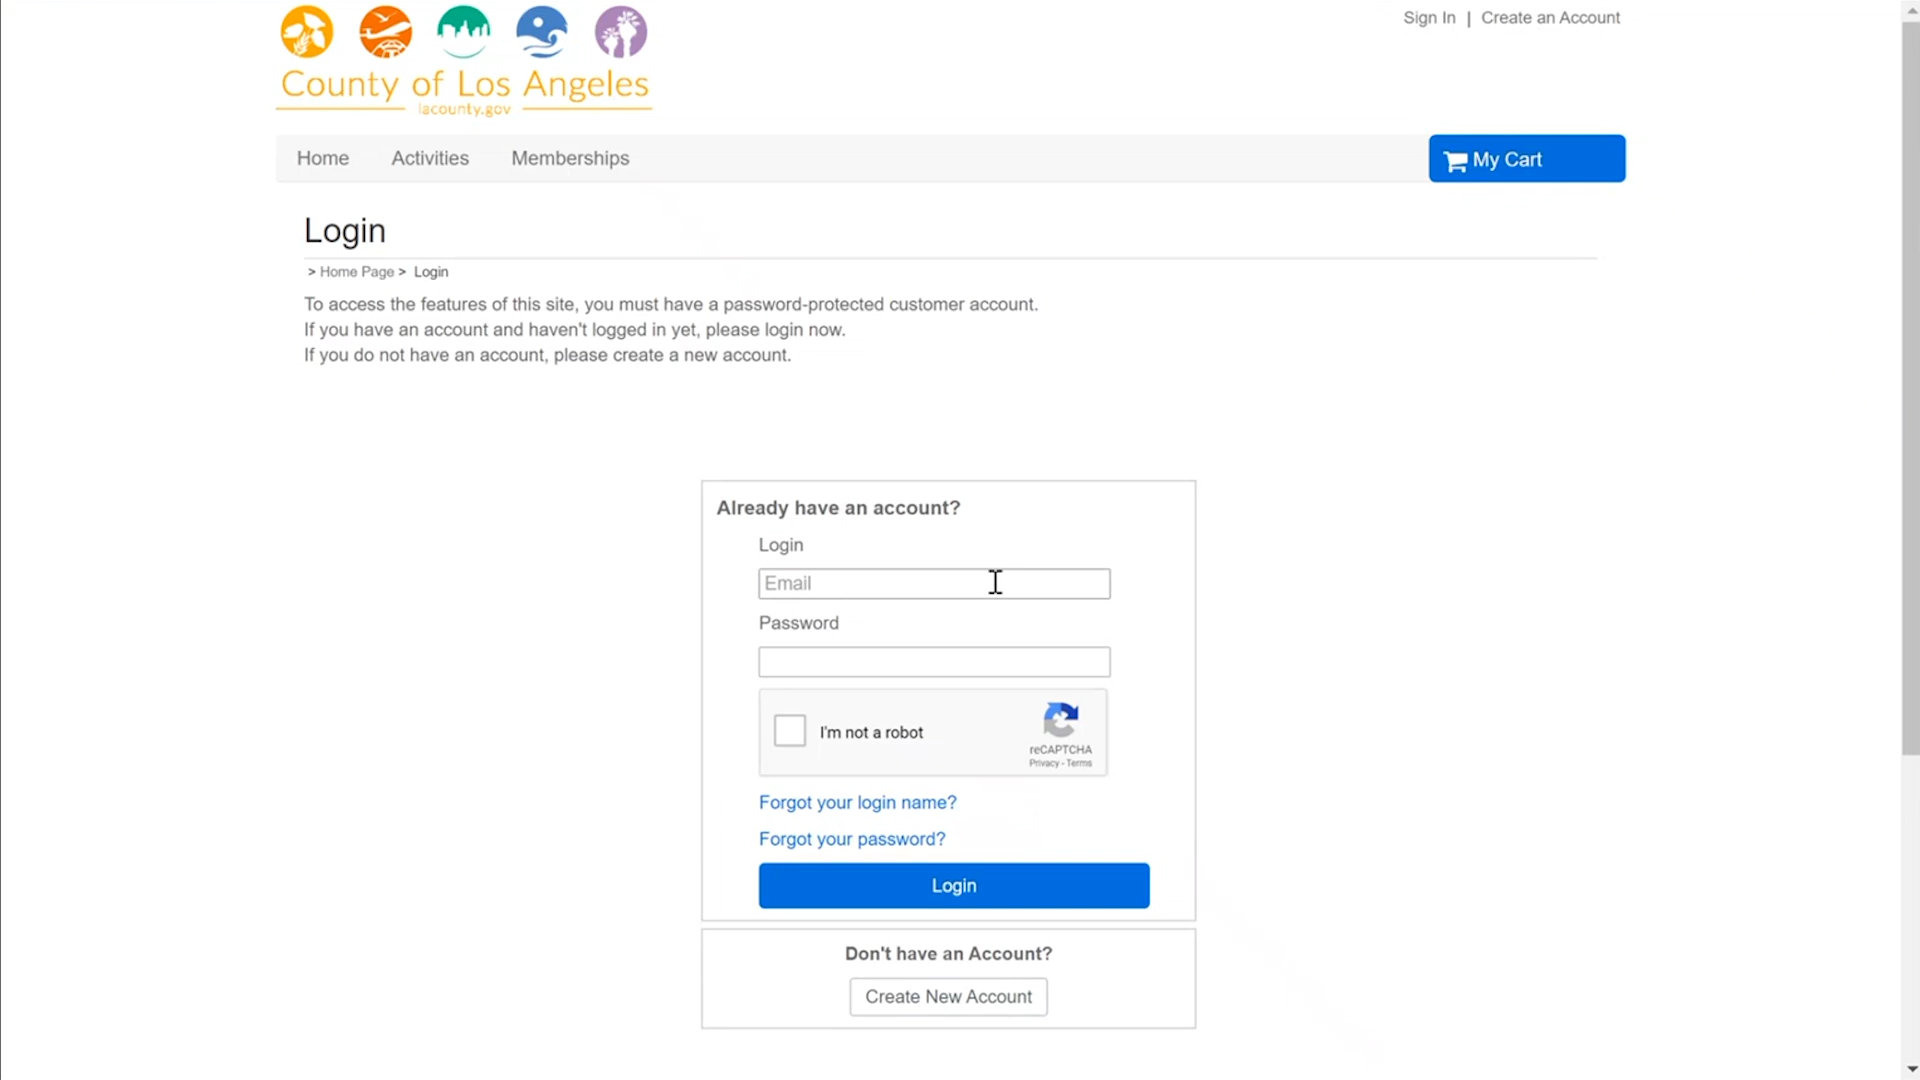 Sign In | Create an Account
County of Los Angeles
lacounty.gov
Home Activities Memberships
My Cart
Login
> Home Page > Login
To access the features of this site, you must have a password-protected customer account.
If you have an account and haven't logged in yet, please login now.
If you do not have an account, please create a new account.
Already have an account?
Login
Email
Password
I'm not a robot
reCAPTCHA
Privacy - Terms
Forgot your login name?
Forgot your password?
Login
Don't have an Account?
Create New Account